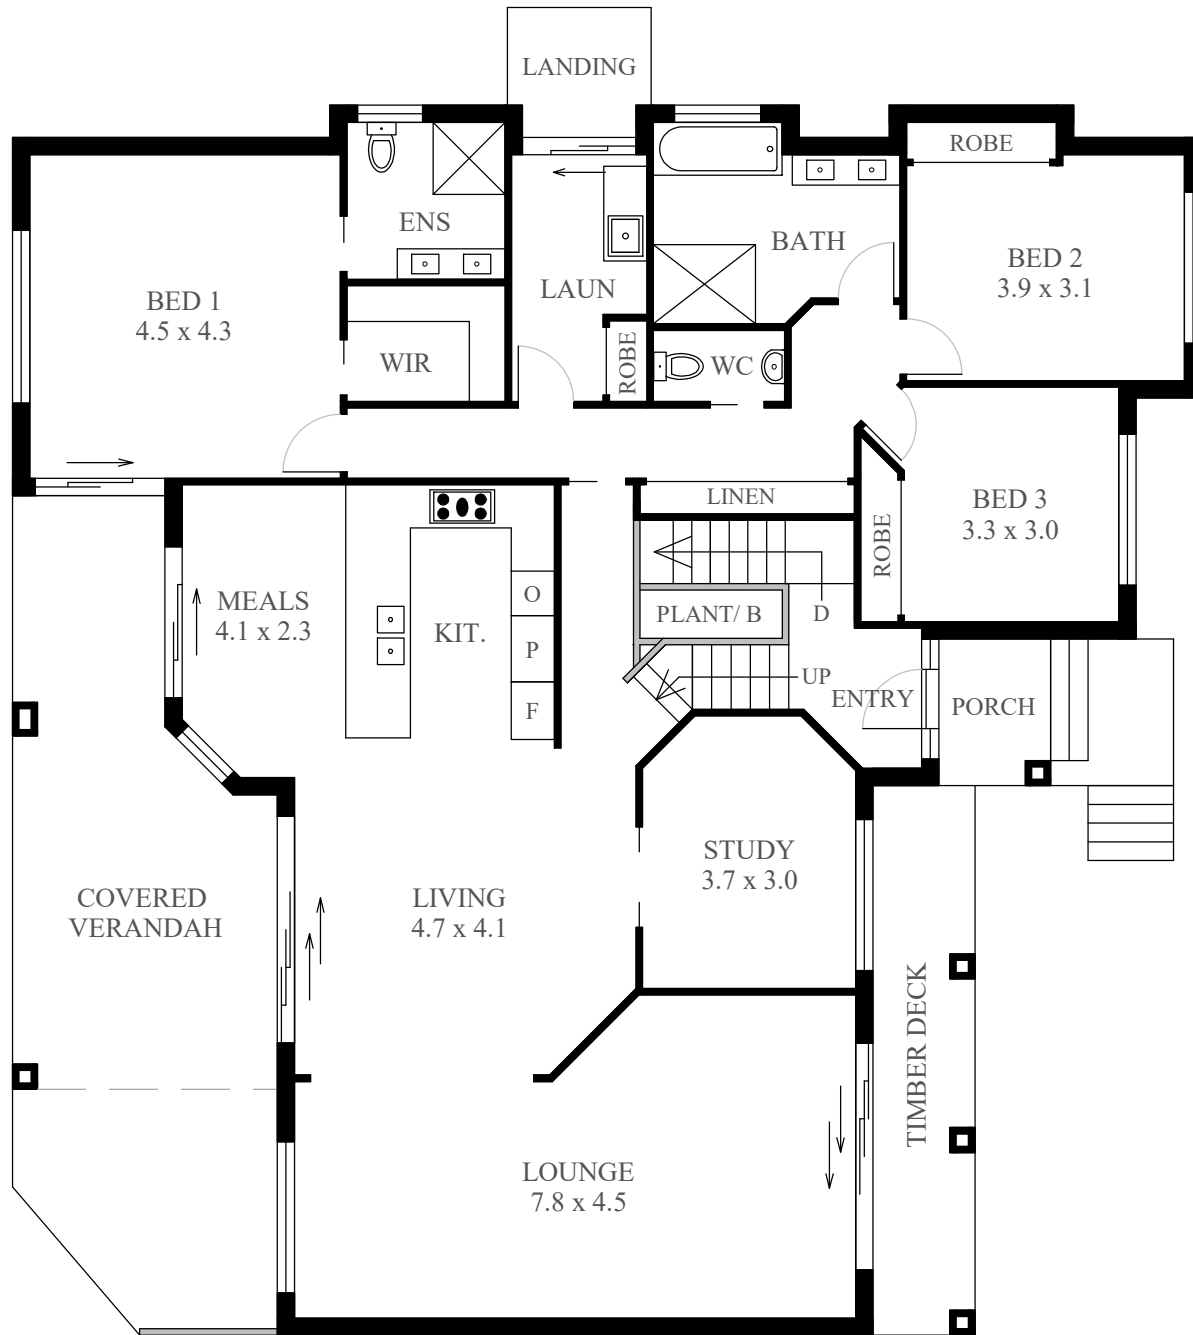 LANDING
ROBE
ENS
BATH
BED 1
4.5 x 4.3
LAUN
BED 2
3.9 x 3.1
WIR
ROBE
WC
LINEN
BED 3
3.3 x 3.0
ROBE
MEALS
4.1 x 2.3
KIT.
O
P
F
PLANT/ B
D
UP
ENTRY
PORCH
STUDY
3.7 x 3.0
COVERED
VERANDAH
LIVING
4.7 x 4.1
TIMBER DECK
LOUNGE
7.8 x 4.5